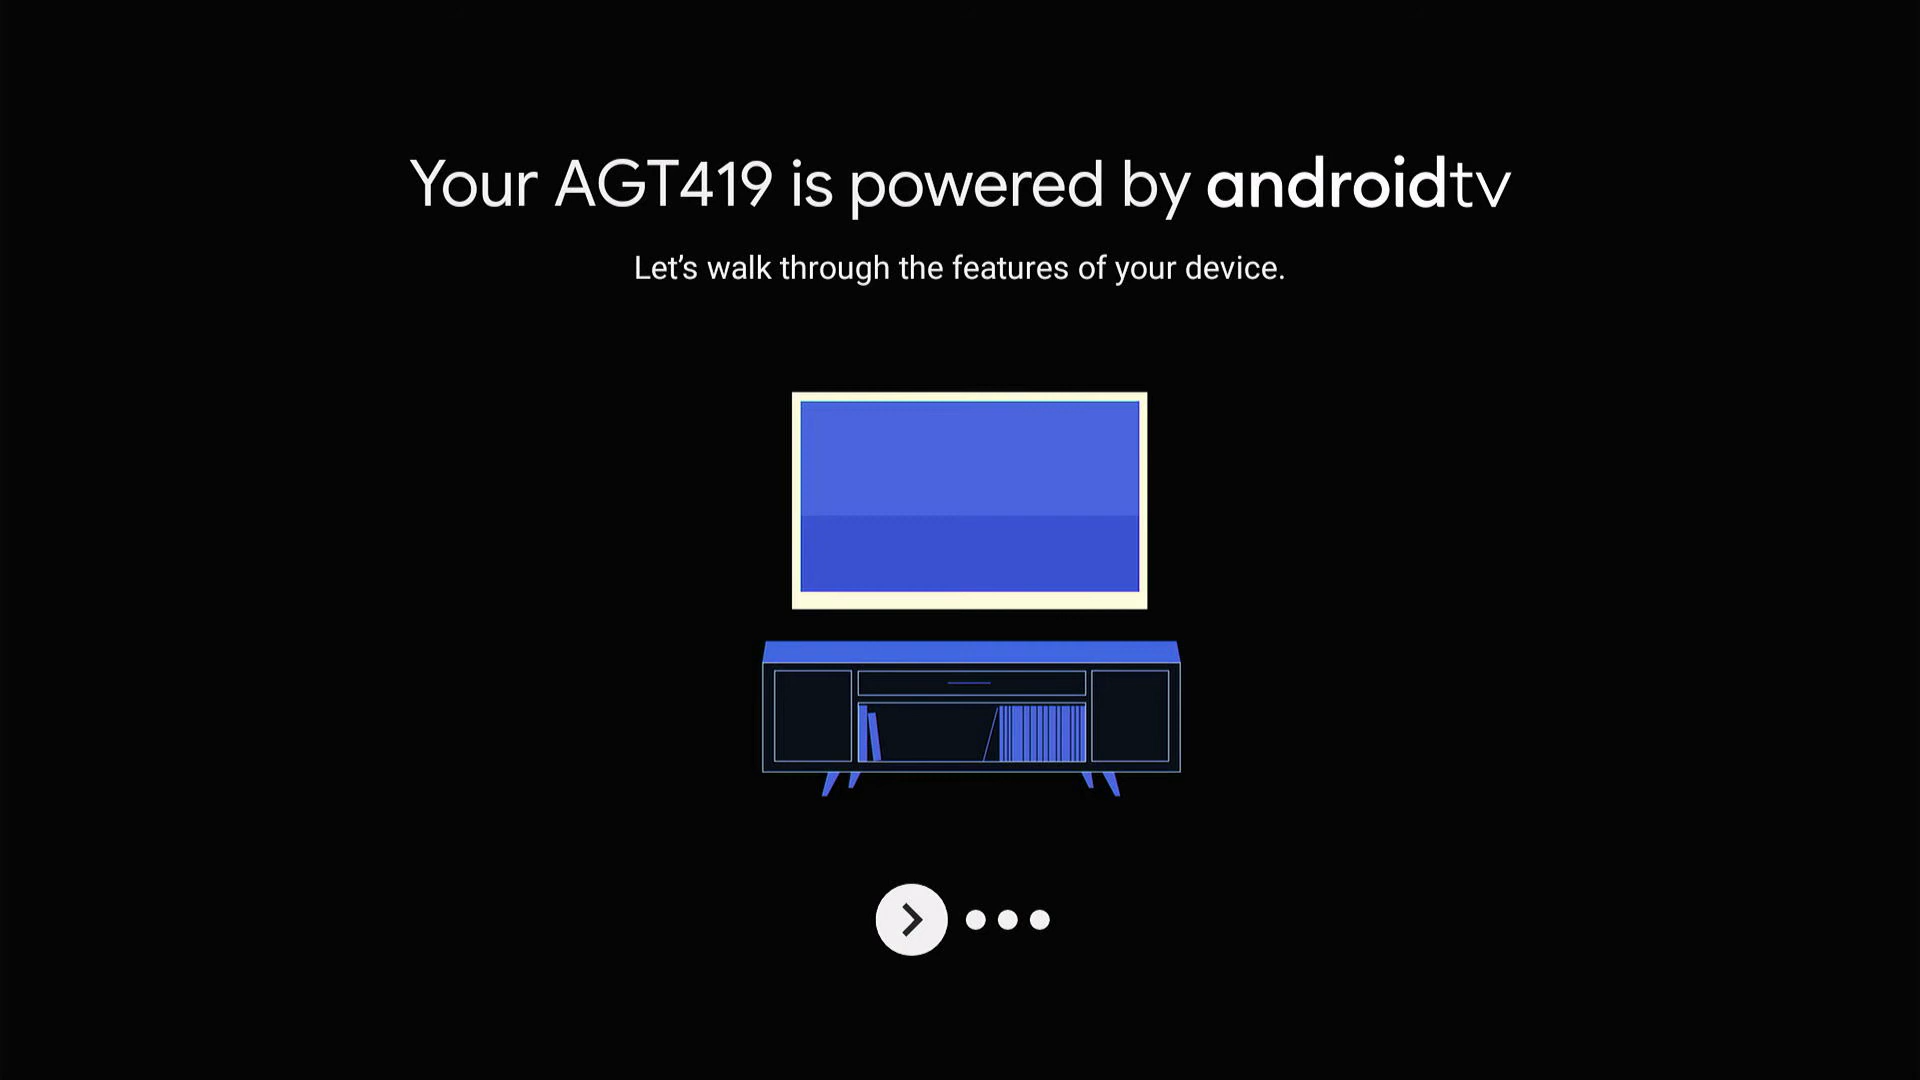 Your AGT419 is powered by androidtv
Let’s walk through the features of your device.